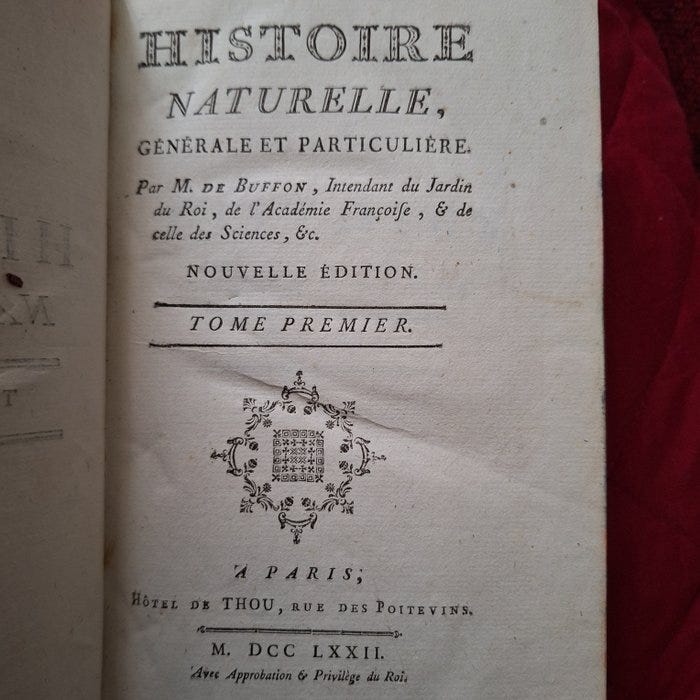 HISTOIRE
NATURELLE,
GÉNÉRALE ET PARTICULIÈRE.
Par M. DE BUFFON, Intendant du Jardin
du Roi, de l'Académie Françoiſe, & de
celle des Sciences, &c.
NOUVELLE ÉDITION.
TOME PREMIER.
A PARIS,
HÔTEL DE THOU, RUE DES POITEVINS.
M. DCC LXXII.
Avec Approbation & Privilége du Roi.